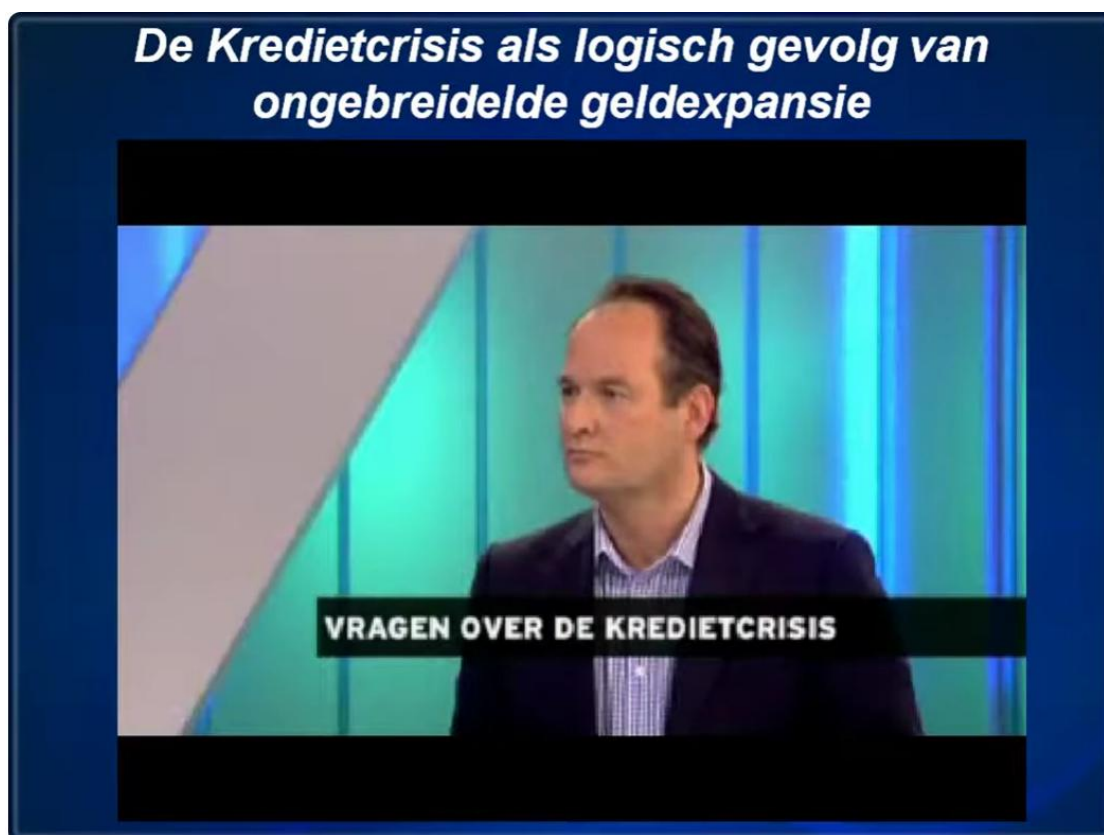 De Kredietcrisis als logisch gevolg van
ongebreidelde geldexpansie
VRAGEN OVER DE KREDIETCRISIS